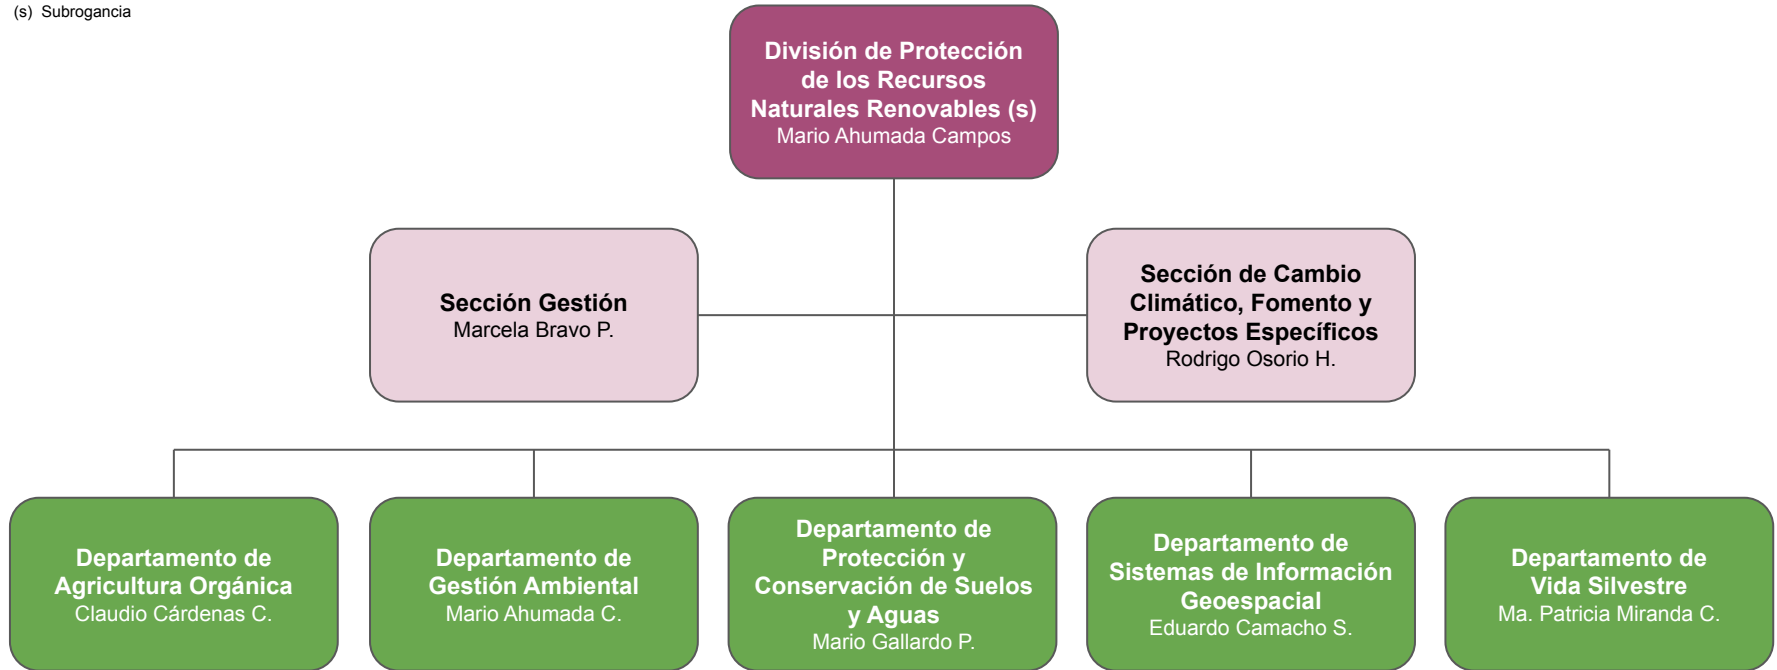 (s) Subrogancia
División de Protección
de los Recursos
Naturales Renovables (s)
Mario Ahumada Campos
Sección Gestión
Marcela Bravo P.
Sección de Cambio
Climático, Fomento y
Proyectos Específicos
Rodrigo Osorio H.
Departamento de
Agricultura Orgánica
Claudio Cárdenas C.
Departamento de
Gestión Ambiental
Mario Ahumada C.
Departamento de
Protección y
Conservación de Suelos
y Aguas
Mario Gallardo P.
Departamento de
Sistemas de Información
Geoespacial
Eduardo Camacho S.
Departamento de
Vida Silvestre
Ma. Patricia Miranda C.